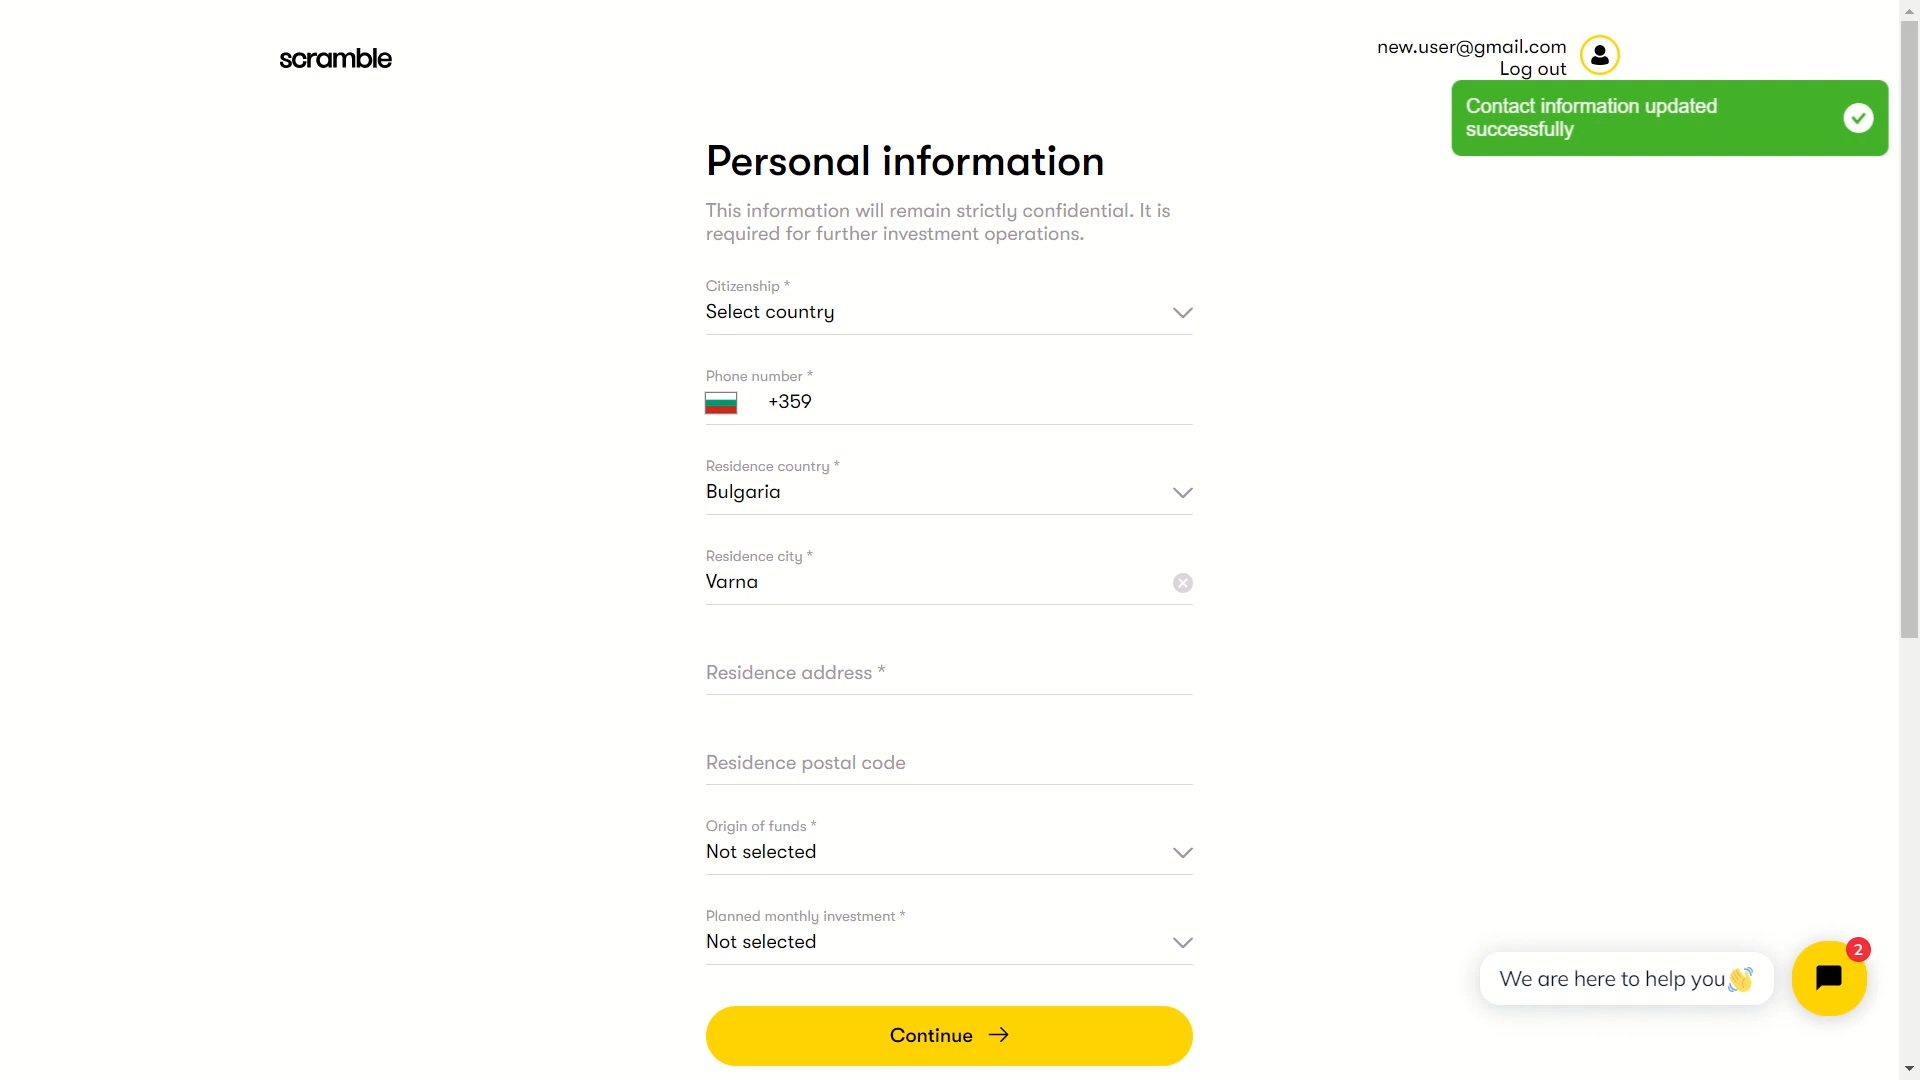 scramble
new.user@gmail.com
Log out
Contact information updated
successfully
Personal information
This information will remain strictly confidential. It is
required for further investment operations.
Citizenship *
Select country
Phone number *
+359
Residence country *
Bulgaria
Residence city *
Varna
Residence address *
Residence postal code
Origin of funds *
Not selected
Planned monthly investment *
Not selected
Continue →
We are here to help you👋
2